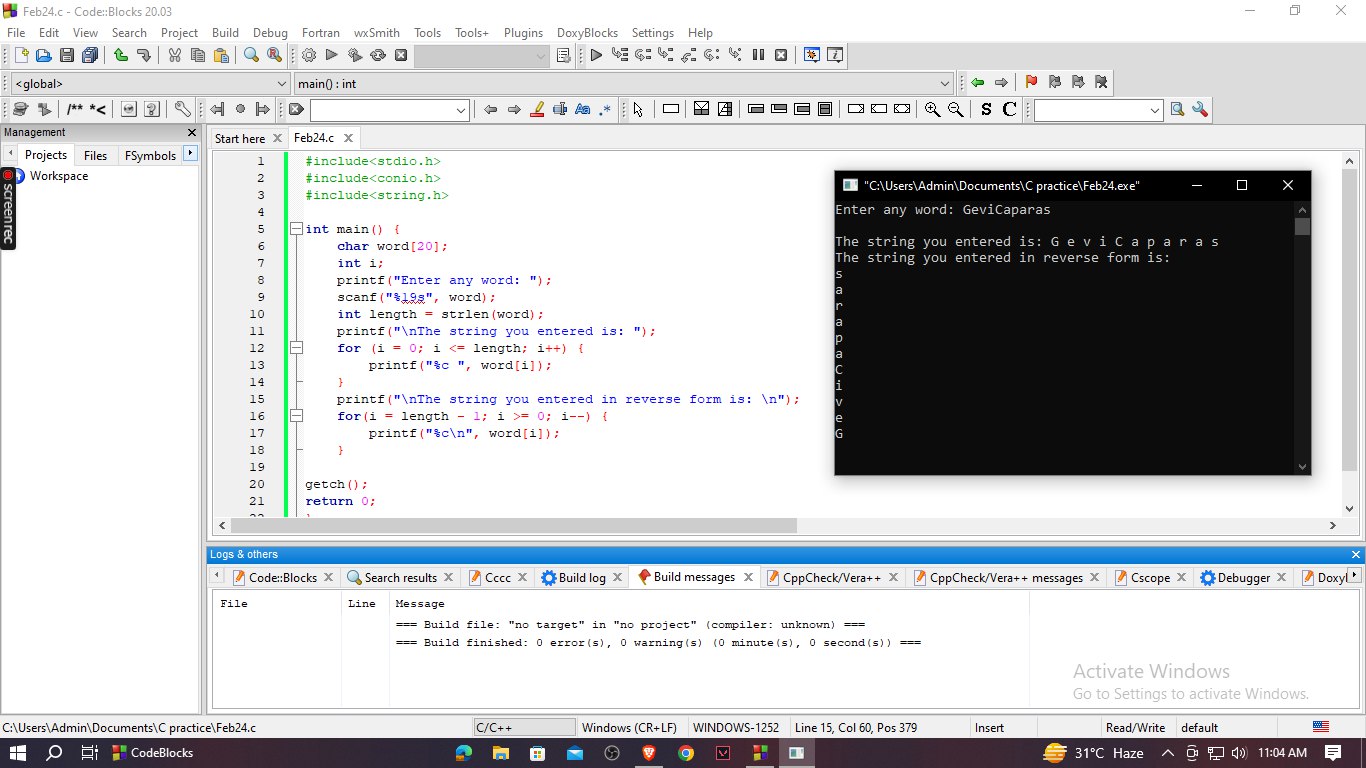 Feb24.c - Code::Blocks 20.03
File Edit View Search Project Build Debug Fortran wxSmith Tools Tools+ Plugins DoxyBlocks Settings Help
<global> main() : int
/** *< Aa .* S C
Management
Start here Feb24.c
Projects Files FSymbols
Workspace
screenrec
1 #include<stdio.h>
2 #include<conio.h>
3 #include<string.h>
4
5 int main() {
6 char word[20];
7 int i;
8 printf("Enter any word: ");
9 scanf("%19s", word);
10 int length = strlen(word);
11 printf("\nThe string you entered is: ");
12 for (i = 0; i <= length; i++) {
13 printf("%c ", word[i]);
14 }
15 printf("\nThe string you entered in reverse form is: \n");
16 for(i = length - 1; i >= 0; i--) {
17 printf("%c\n", word[i]);
18 }
19
20 getch();
21 return 0;
22 }
"C:\Users\Admin\Documents\C practice\Feb24.exe"
Enter any word: GeviCaparas
The string you entered is: G e v i C a p a r a s
The string you entered in reverse form is:
s
a
r
a
p
a
C
i
v
e
G
Logs & others
Code::Blocks Search results Cccc Build log Build messages CppCheck/Vera++ CppCheck/Vera++ messages Cscope Debugger Doxyl
File Line Message
=== Build file: "no target" in "no project" (compiler: unknown) ===
=== Build finished: 0 error(s), 0 warning(s) (0 minute(s), 0 second(s)) ===
Activate Windows
Go to Settings to activate Windows.
C:\Users\Admin\Documents\C practice\Feb24.c C/C++ Windows (CR+LF) WINDOWS-1252 Line 15, Col 60, Pos 379 Insert Read/Write default
CodeBlocks 31°C Haze 11:04 AM